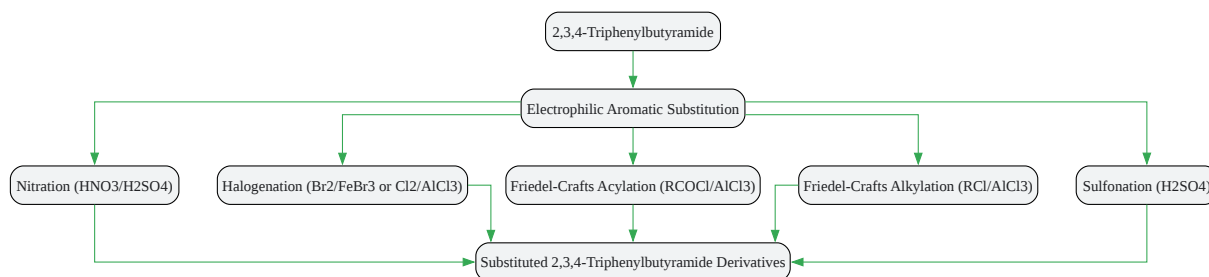 2,3,4-Triphenylbutyramide
Electrophilic Aromatic Substitution
Nitration (HNO3/H2SO4)
Halogenation (Br2/FeBr3 or Cl2/AlCl3)
Friedel-Crafts Acylation (RCOCl/AlCl3)
Friedel-Crafts Alkylation (RCl/AlCl3)
Sulfonation (H2SO4)
Substituted 2,3,4-Triphenylbutyramide Derivatives